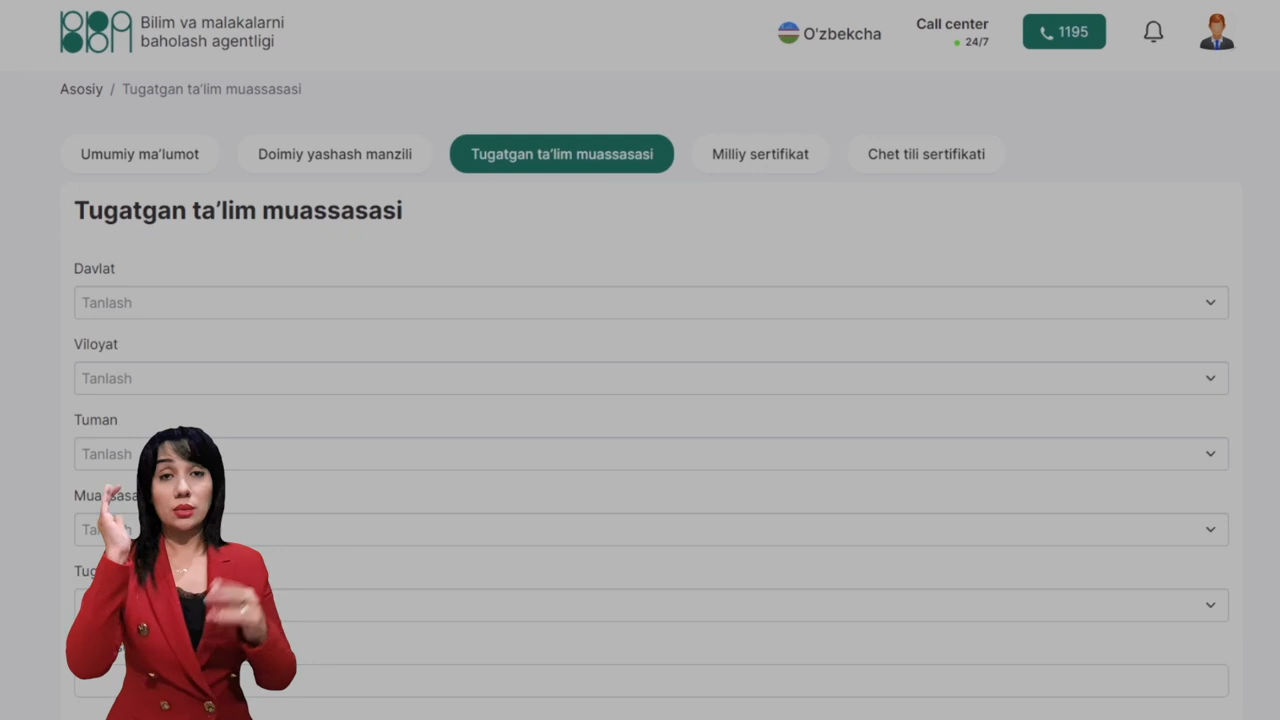 Bilim va malakalarni
baholash agentligi
O'zbekcha
Call center
24/7
1195
Asosiy / Tugatgan ta’lim muassasasi
Umumiy ma’lumot
Doimiy yashash manzili
Tugatgan ta’lim muassasasi
Milliy sertifikat
Chet tili sertifikati
Tugatgan ta’lim muassasasi
Davlat
Tanlash
Viloyat
Tanlash
Tuman
Tanlash